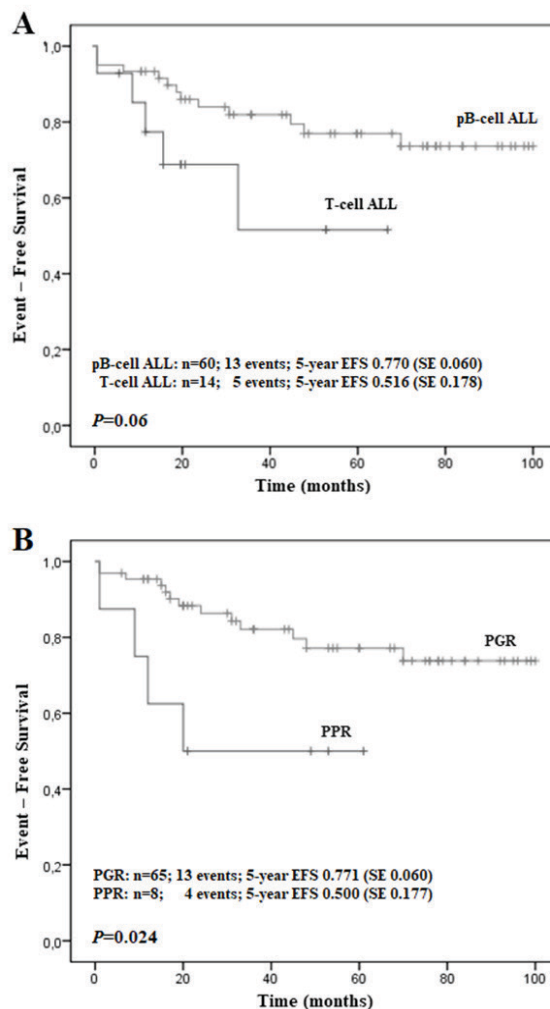 A
1,0
0,8
0,6
0,4
0,2
0,0
Event – Free Survival
pB-cell ALL
T-cell ALL
pB-cell ALL: n=60; 13 events; 5-year EFS 0.770 (SE 0.060)
T-cell ALL: n=14; 5 events; 5-year EFS 0.516 (SE 0.178)
P=0.06
0 20 40 60 80 100
Time (months)
B
1,0
0,8
0,6
0,4
0,2
0,0
Event – Free Survival
PGR
PPR
PGR: n=65; 13 events; 5-year EFS 0.771 (SE 0.060)
PPR: n=8; 4 events; 5-year EFS 0.500 (SE 0.177)
P=0.024
0 20 40 60 80 100
Time (months)